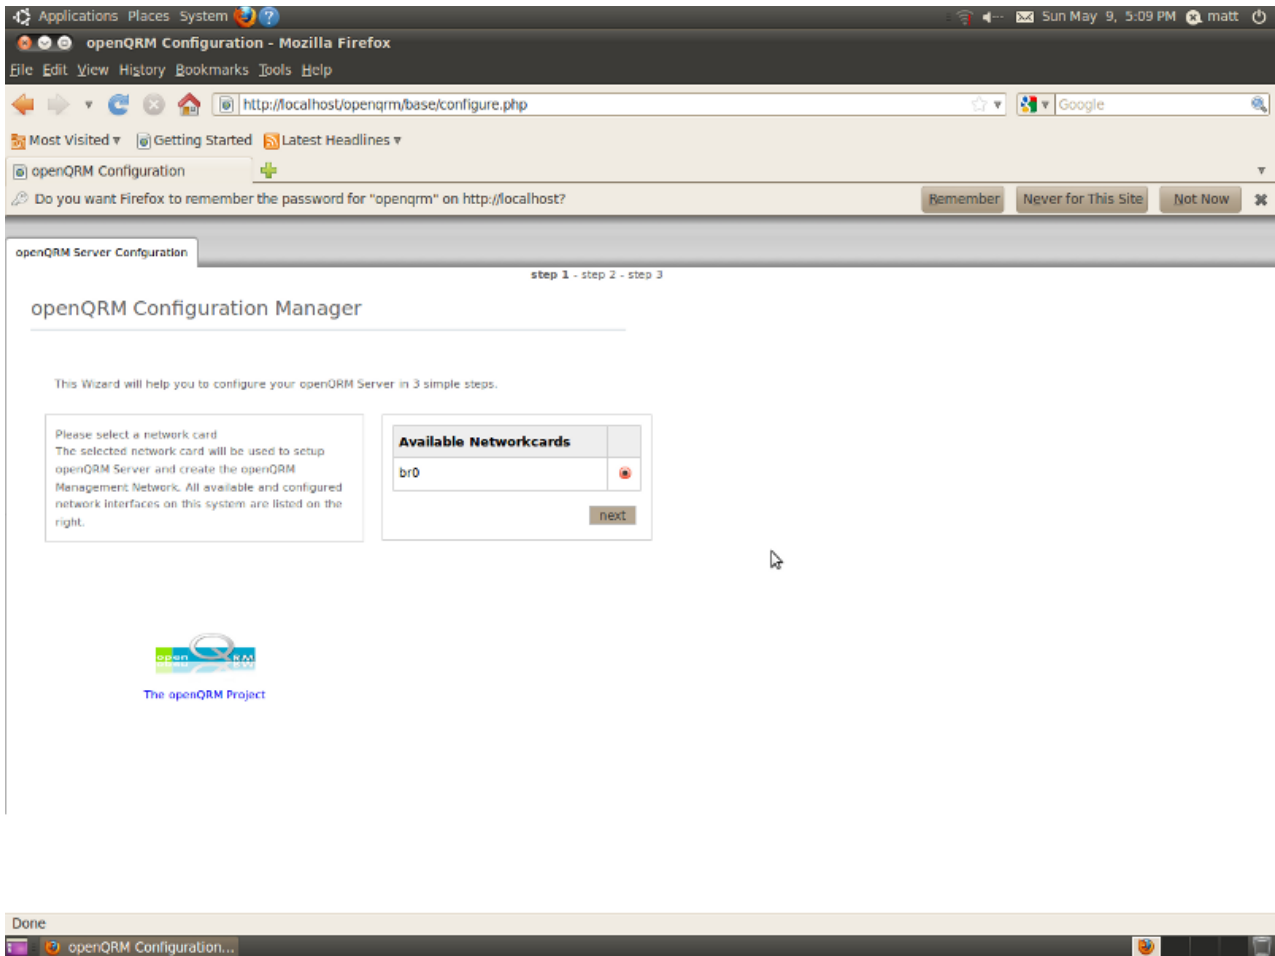 Applications Places System
Sun May 9, 5:09 PM matt
openQRM Configuration - Mozilla Firefox
File Edit View History Bookmarks Tools Help
http://localhost/openqrm/base/configure.php
Google
Most Visited Getting Started Latest Headlines
openQRM Configuration
Do you want Firefox to remember the password for "openqrm" on http://localhost?
Remember Never for This Site Not Now
openQRM Server Confguration
step 1 - step 2 - step 3
openQRM Configuration Manager
This Wizard will help you to configure your openQRM Server in 3 simple steps.
Please select a network card
The selected network card will be used to setup
openQRM Server and create the openQRM
Management Network. All available and configured
network interfaces on this system are listed on the
right.
Available Networkcards
br0
next
open QRM
The openQRM Project
Done
openQRM Configuration...